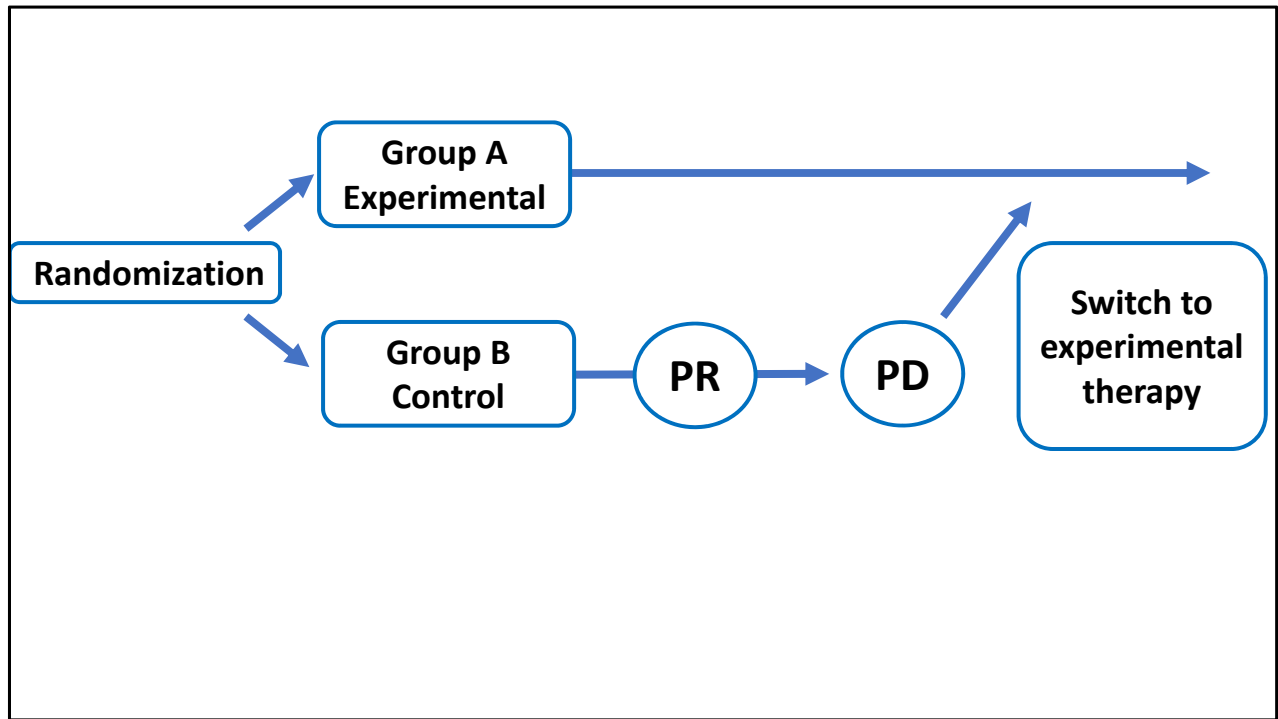 Group A
Experimental
Randomization
Group B
Control
PR
PD
Switch to
experimental
therapy